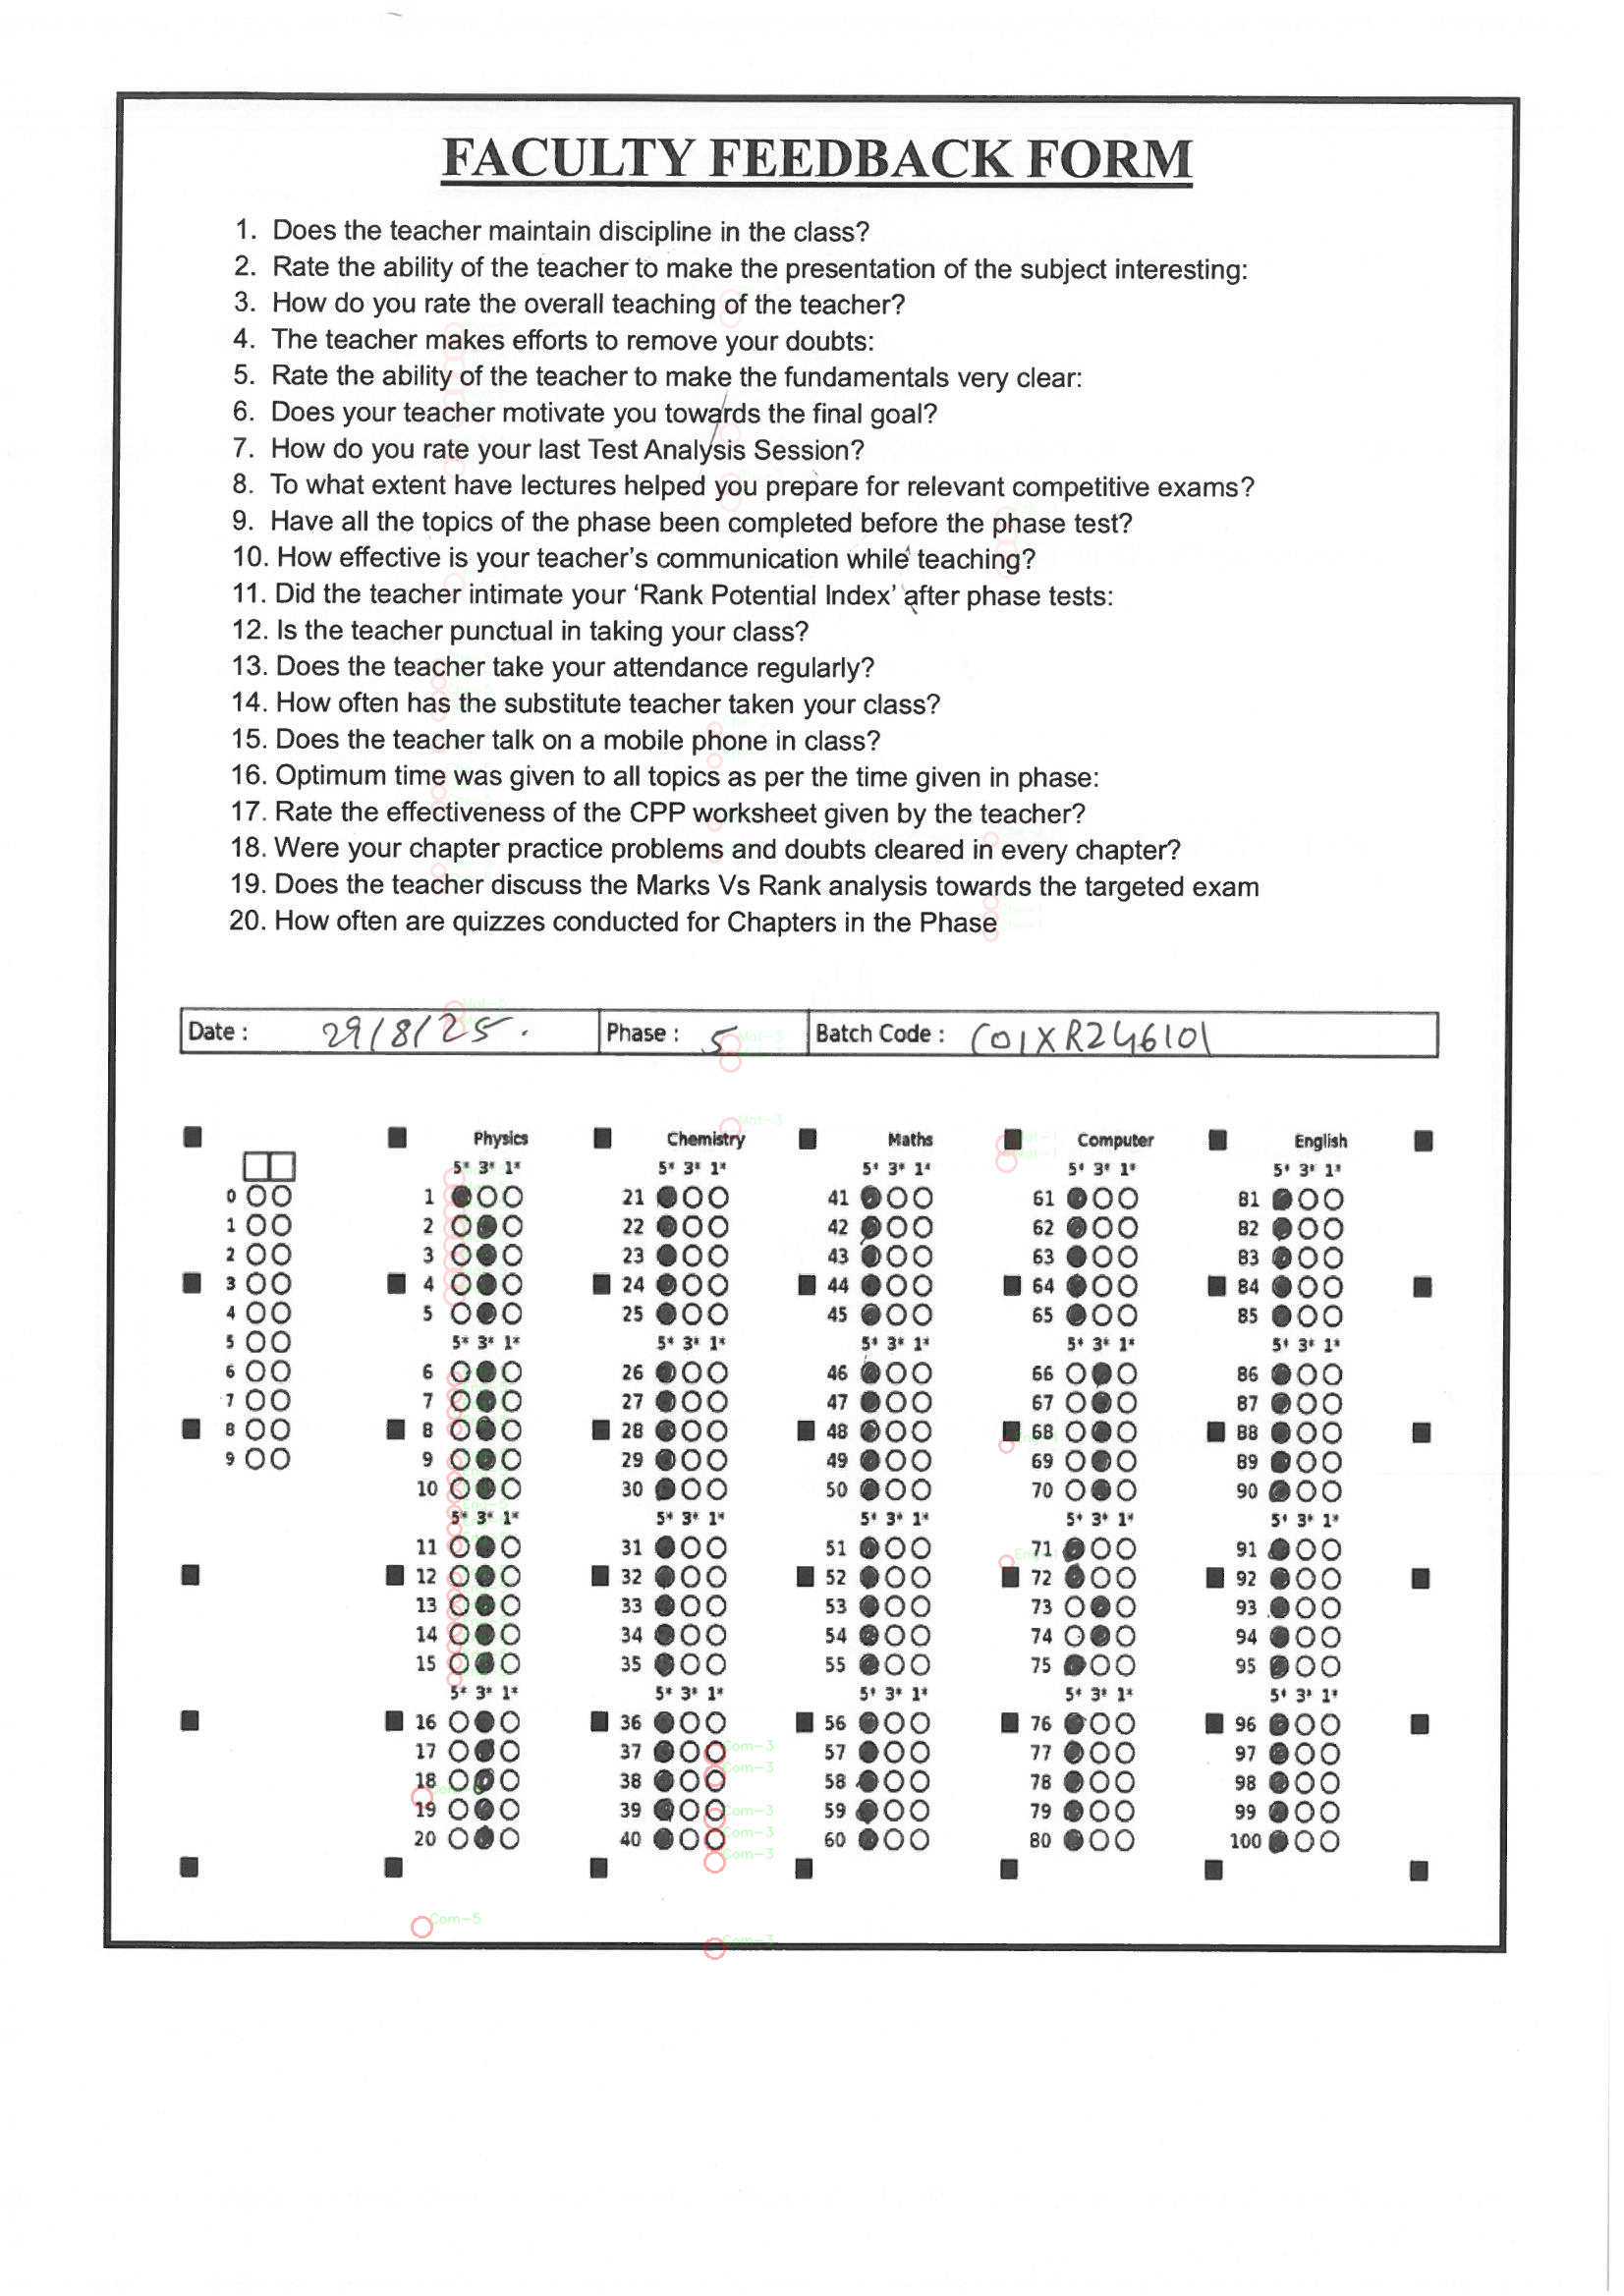 FACULTY FEEDBACK FORM
1. Does the teacher maintain discipline in the class?
2. Rate the ability of the teacher to make the presentation of the subject interesting:
3. How do you rate the overall teaching of the teacher?
4. The teacher makes efforts to remove your doubts:
5. Rate the ability of the teacher to make the fundamentals very clear:
6. Does your teacher motivate you towards the final goal?
7. How do you rate your last Test Analysis Session?
8. To what extent have lectures helped you prepare for relevant competitive exams?
9. Have all the topics of the phase been completed before the phase test?
10. How effective is your teacher's communication while teaching?
11. Did the teacher intimate your 'Rank Potential Index' after phase tests:
12. Is the teacher punctual in taking your class?
13. Does the teacher take your attendance regularly?
14. How often has the substitute teacher taken your class?
15. Does the teacher talk on a mobile phone in class?
16. Optimum time was given to all topics as per the time given in phase:
17. Rate the effectiveness of the CPP worksheet given by the teacher?
18. Were your chapter practice problems and doubts cleared in every chapter?
19. Does the teacher discuss the Marks Vs Rank analysis towards the targeted exam
20. How often are quizzes conducted for Chapters in the Phase
Date : 29/8/25. Phase : 5 Batch Code : C01XR246101
Physics Chemistry Maths Computer English
5* 3* 1* 5* 3* 1* 5* 3* 1* 5* 3* 1* 5* 3* 1*
0 1 21 41 61 81
1 2 22 42 62 82
2 3 23 43 63 83
3 4 24 44 64 84
4 5 25 45 65 85
5 5* 3* 1* 5* 3* 1* 5* 3* 1* 5* 3* 1* 5* 3* 1*
6 6 26 46 66 86
7 7 27 47 67 87
8 8 28 48 68 88
9 9 29 49 69 89
10 30 50 70 90
5* 3* 1* 5* 3* 1* 5* 3* 1* 5* 3* 1* 5* 3* 1*
11 31 51 71 91
12 32 52 72 92
13 33 53 73 93
14 34 54 74 94
15 35 55 75 95
5* 3* 1* 5* 3* 1* 5* 3* 1* 5* 3* 1* 5* 3* 1*
16 36 56 76 96
17 37 57 77 97
18 38 58 78 98
19 39 59 79 99
20 40 60 80 100
Com-3
Com-3
Com-3
Com-3
Com-3
Com-5
Com-3